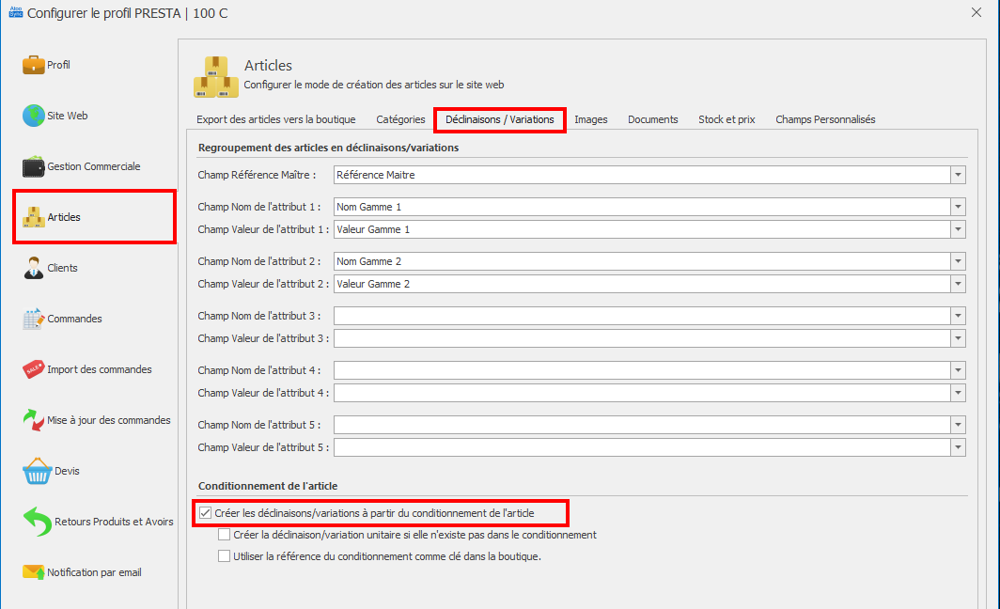 Atoo
Sync
Configurer le profil PRESTA | 100 C
Profil
Site Web
Gestion Commerciale
Articles
Clients
Commandes
SALE
Import des commandes
Mise à jour des commandes
Devis
Retours Produits et Avoirs
Notification par email
Articles
Configurer le mode de création des articles sur le site web
Export des articles vers la boutique Catégories Déclinaisons / Variations Images Documents Stock et prix Champs Personnalisés
Regroupement des articles en déclinaisons/variations
Champ Référence Maître : Référence Maitre
Champ Nom de l'attribut 1 : Nom Gamme 1
Champ Valeur de l'attribut 1 : Valeur Gamme 1
Champ Nom de l'attribut 2 : Nom Gamme 2
Champ Valeur de l'attribut 2 : Valeur Gamme 2
Champ Nom de l'attribut 3 :
Champ Valeur de l'attribut 3 :
Champ Nom de l'attribut 4 :
Champ Valeur de l'attribut 4 :
Champ Nom de l'attribut 5 :
Champ Valeur de l'attribut 5 :
Conditionnement de l'article
Créer les déclinaisons/variations à partir du conditionnement de l'article
Créer la déclinaison/variation unitaire si elle n'existe pas dans le conditionnement
Utiliser la référence du conditionnement comme clé dans la boutique.